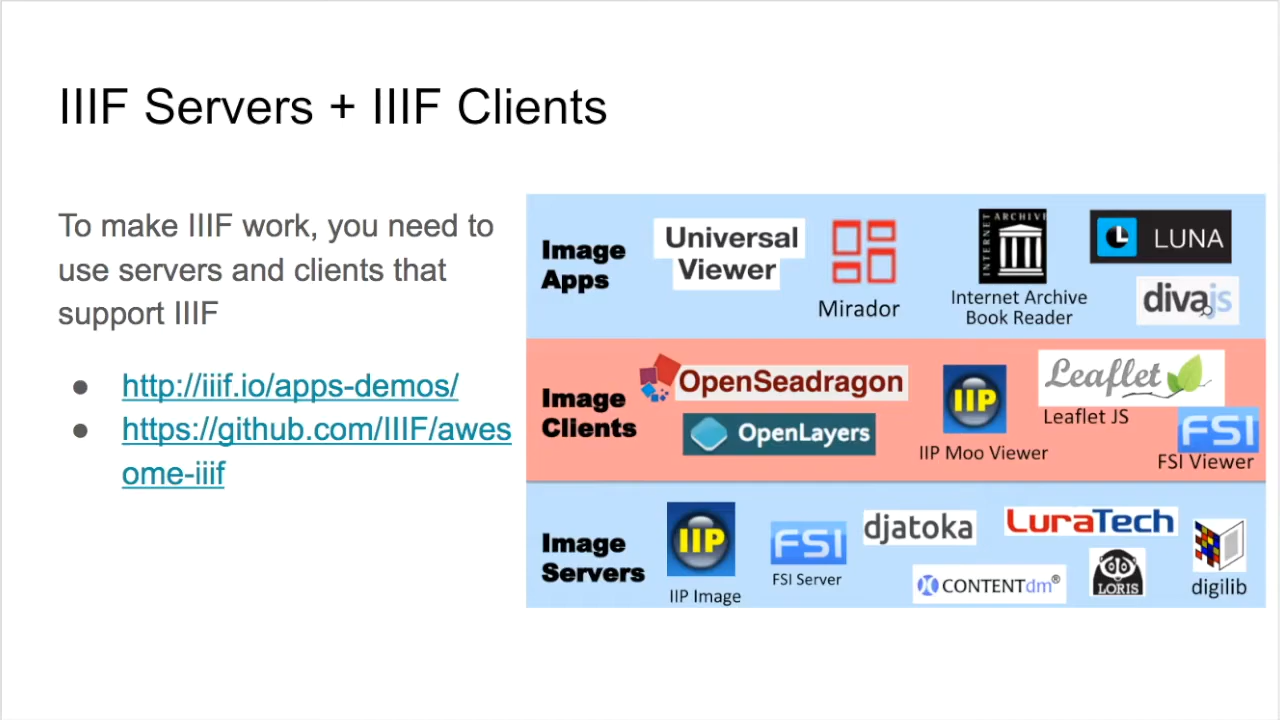 IIIF Servers + IIIF Clients
To make IIIF work, you need to
use servers and clients that
support IIIF
● http://iiif.io/apps-demos/
● https://github.com/IIIF/awes
ome-iiif
Image
Apps
Universal
Viewer
Mirador
INTERNET ARCHIVE
Internet Archive
Book Reader
LUNA
divajs
Image
Clients
OpenSeadragon
OpenLayers
IIP
IIP Moo Viewer
Leaflet
Leaflet JS
FSI
FSI Viewer
Image
Servers
IIP
IIP Image
FSI
FSI Server
djatoka
LuraTech
CONTENTdm®
LORIS
digilib